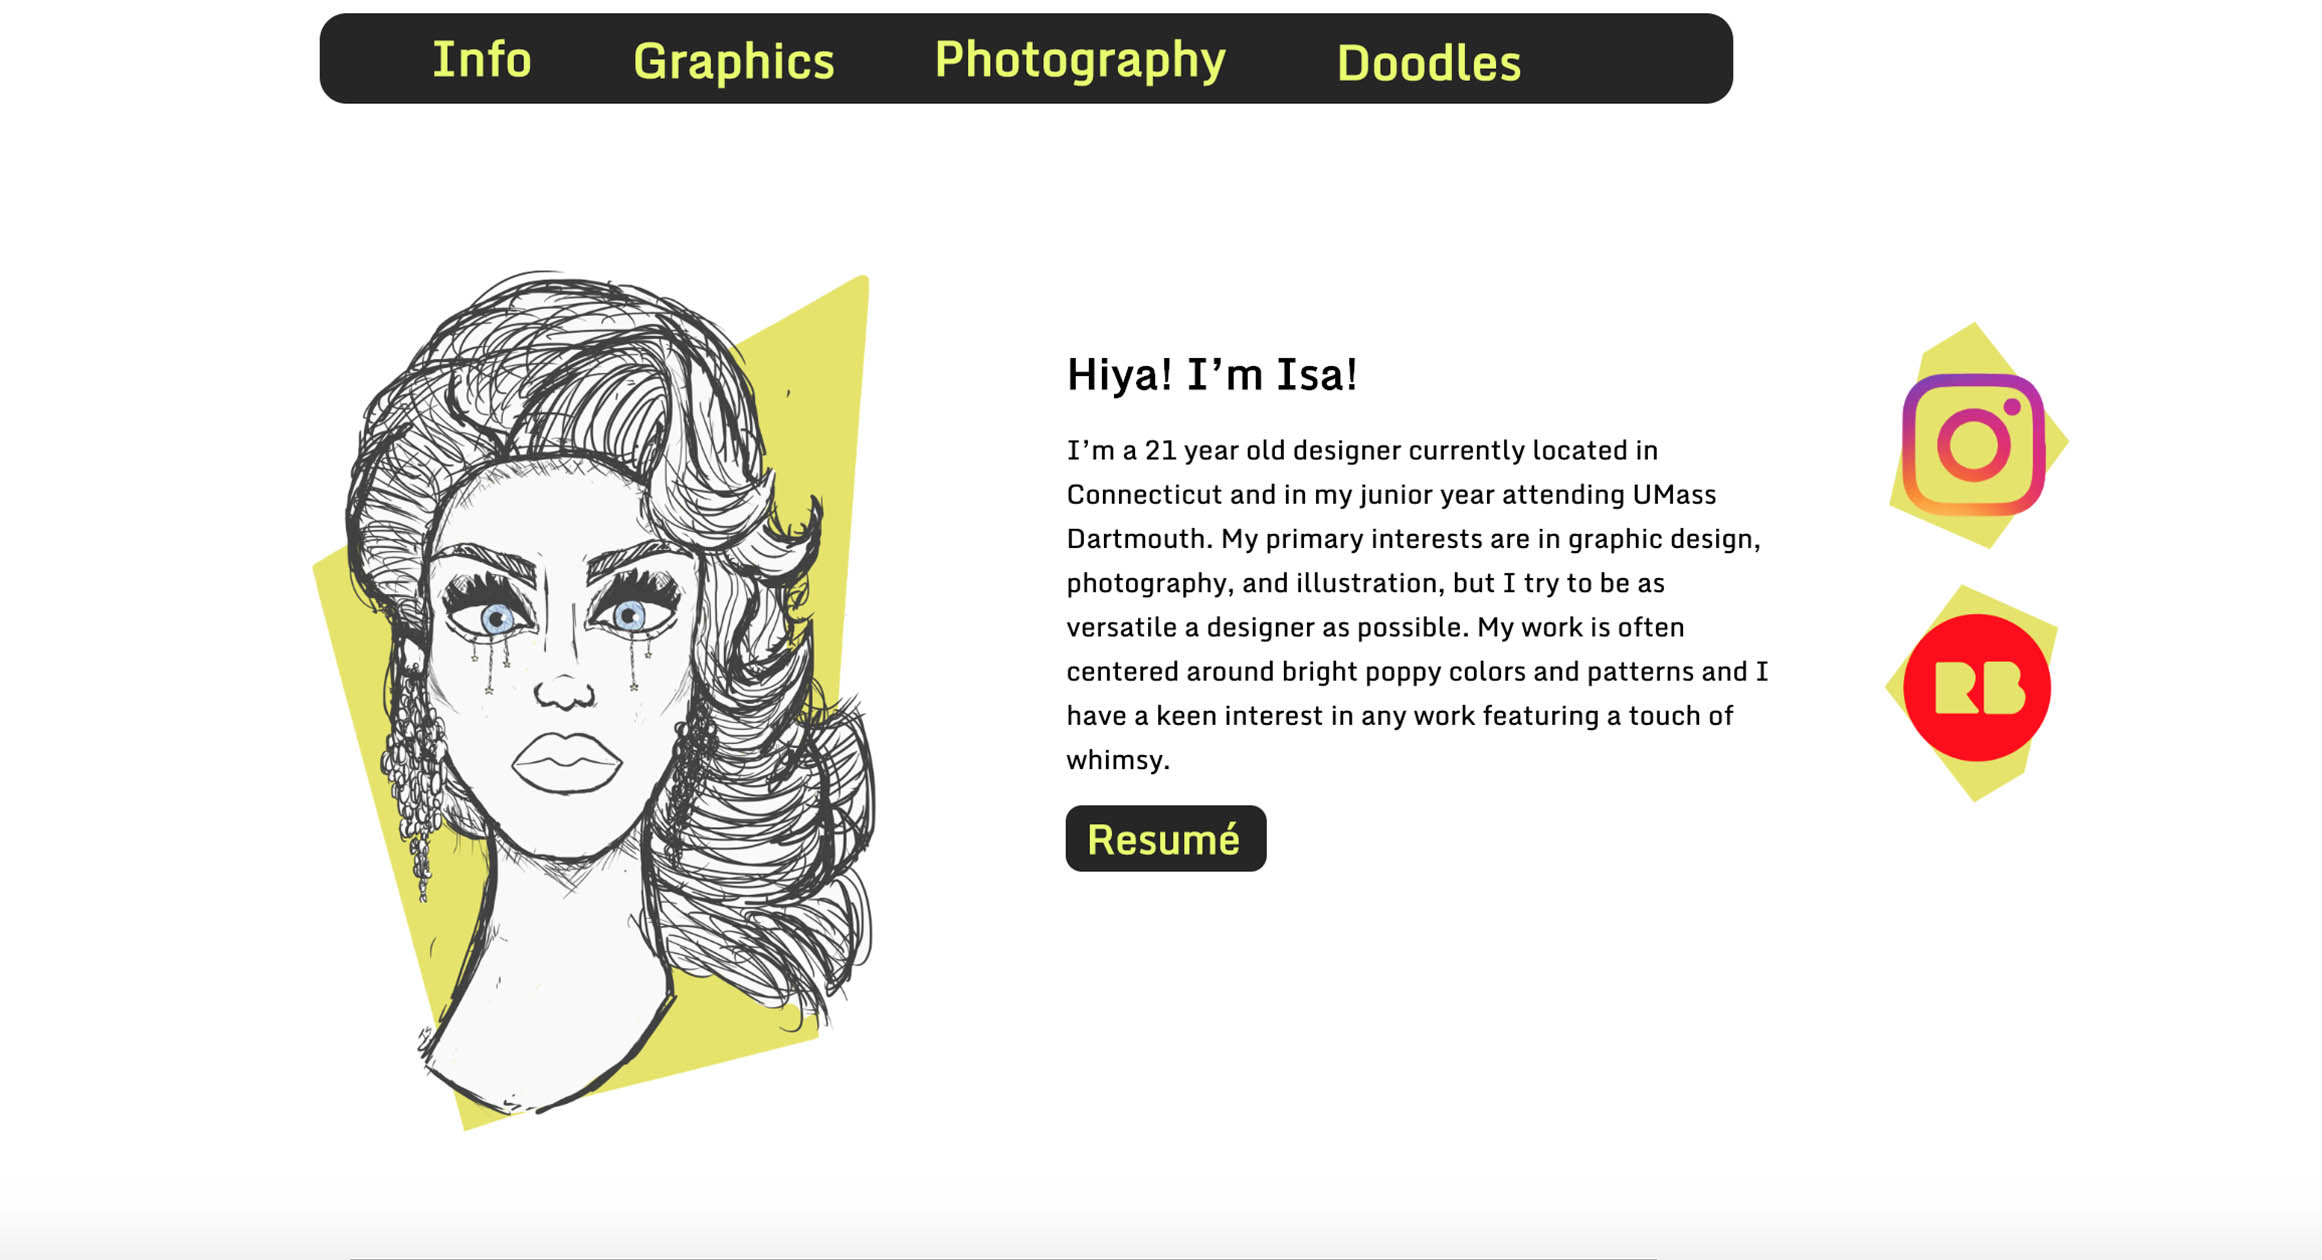 Info Graphics Photography Doodles
Hiya! I’m Isa!
I’m a 21 year old designer currently located in
Connecticut and in my junior year attending UMass
Dartmouth. My primary interests are in graphic design,
photography, and illustration, but I try to be as
versatile a designer as possible. My work is often
centered around bright poppy colors and patterns and I
have a keen interest in any work featuring a touch of
whimsy.
Resumé
RB